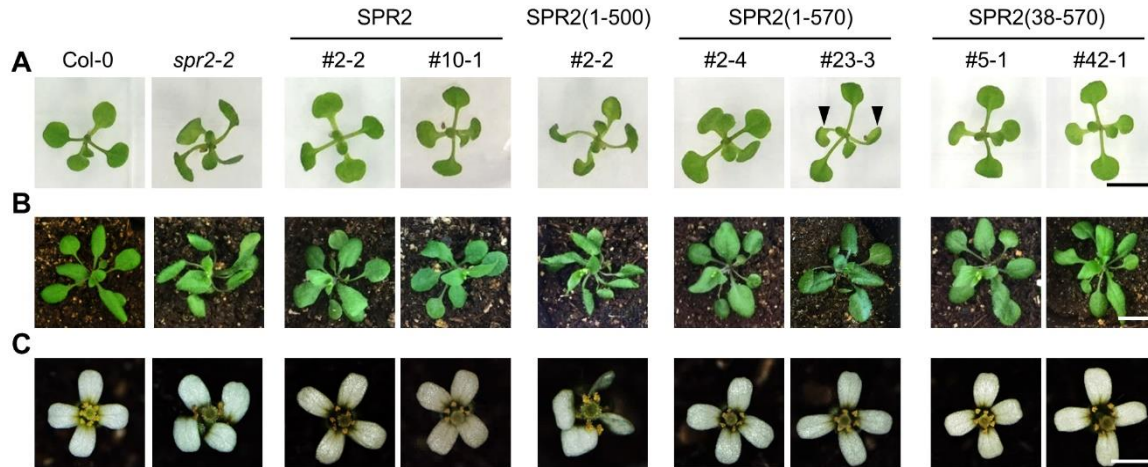 SPR2 SPR2(1-500) SPR2(1-570) SPR2(38-570)
A Col-0 spr2-2 #2-2 #10-1 #2-2 #2-4 #23-3 #5-1 #42-1
B
C